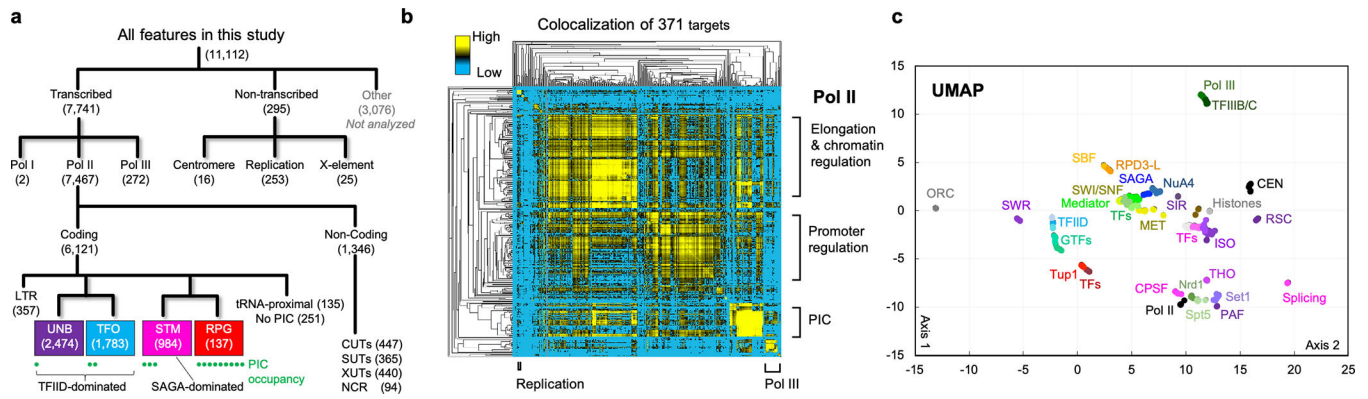 a
All features in this study
(11,112)
Transcribed
(7,741)
Non-transcribed
(295)
Other
(3,076)
Not analyzed
Pol I
(2)
Pol II
(7,467)
Pol III
(272)
Centromere
(16)
Replication
(253)
X-element
(25)
Coding
(6,121)
Non-Coding
(1,346)
LTR
(357)
UNB
(2,474)
TFO
(1,783)
STM
(984)
RPG
(137)
tRNA-proximal (135)
No PIC (251)
CUTs (447)
SUTs (365)
XUTs (440)
NCR (94)
PIC
occupancy
TFIID-dominated
SAGA-dominated
b
Colocalization of 371 targets
High
Low
Pol II
Elongation
& chromatin
regulation
Promoter
regulation
PIC
Replication
Pol III
c
UMAP
15
10
5
0
-5
-10
-15
-15
-10
-5
0
5
10
15
20
25
Axis 1
Axis 2
Pol III
TFIIIB/C
SBF
RPD3-L
SAGA
NuA4
CEN
SWI/SNF
ORC
SWR
Mediator
SIR
Histones
RSC
TFIID
TFs
MET
GTFs
TFs
ISO
Tup1
TFs
THO
CPSF
Nrd1
Set1
Splicing
Pol II
Spt5
PAF